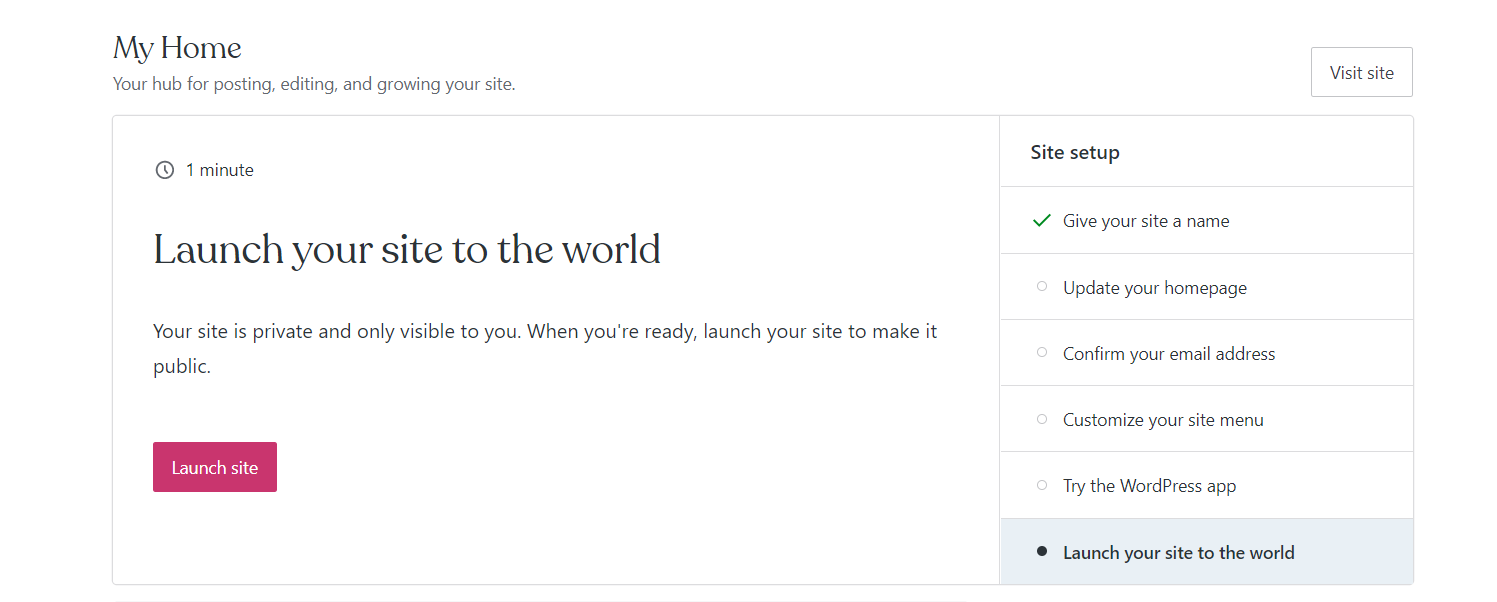 My Home
Your hub for posting, editing, and growing your site.
Visit site
1 minute
Launch your site to the world
Your site is private and only visible to you. When you're ready, launch your site to make it
public.
Launch site
Site setup
Give your site a name
Update your homepage
Confirm your email address
Customize your site menu
Try the WordPress app
Launch your site to the world